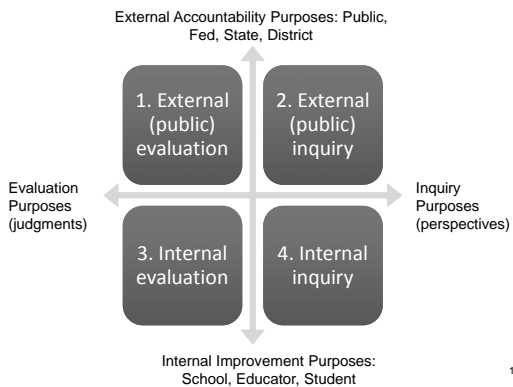 External Accountability Purposes: Public,
Fed, State, District
1. External
(public)
evaluation
2. External
(public)
inquiry
Evaluation
Purposes
(judgments)
Inquiry
Purposes
(perspectives)
3. Internal
evaluation
4. Internal
inquiry
Internal Improvement Purposes:
School, Educator, Student
1